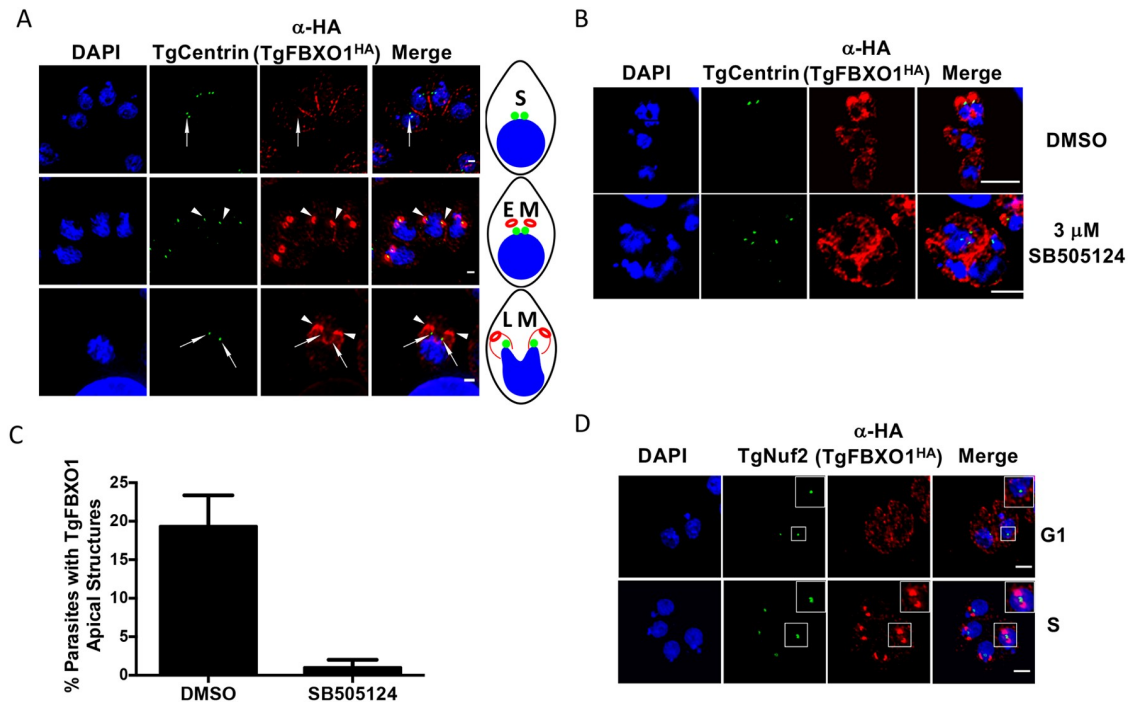 A
α-HA
DAPI TgCentrin (TgFBXO1HA) Merge
S
E M
L M
B
α-HA
DAPI TgCentrin (TgFBXO1HA) Merge
DMSO
3 μM
SB505124
C
% Parasites with TgFBXO1
Apical Structures
25
20
15
10
5
0
DMSO SB505124
D
α-HA
DAPI TgNuf2 (TgFBXO1HA) Merge
G1
S